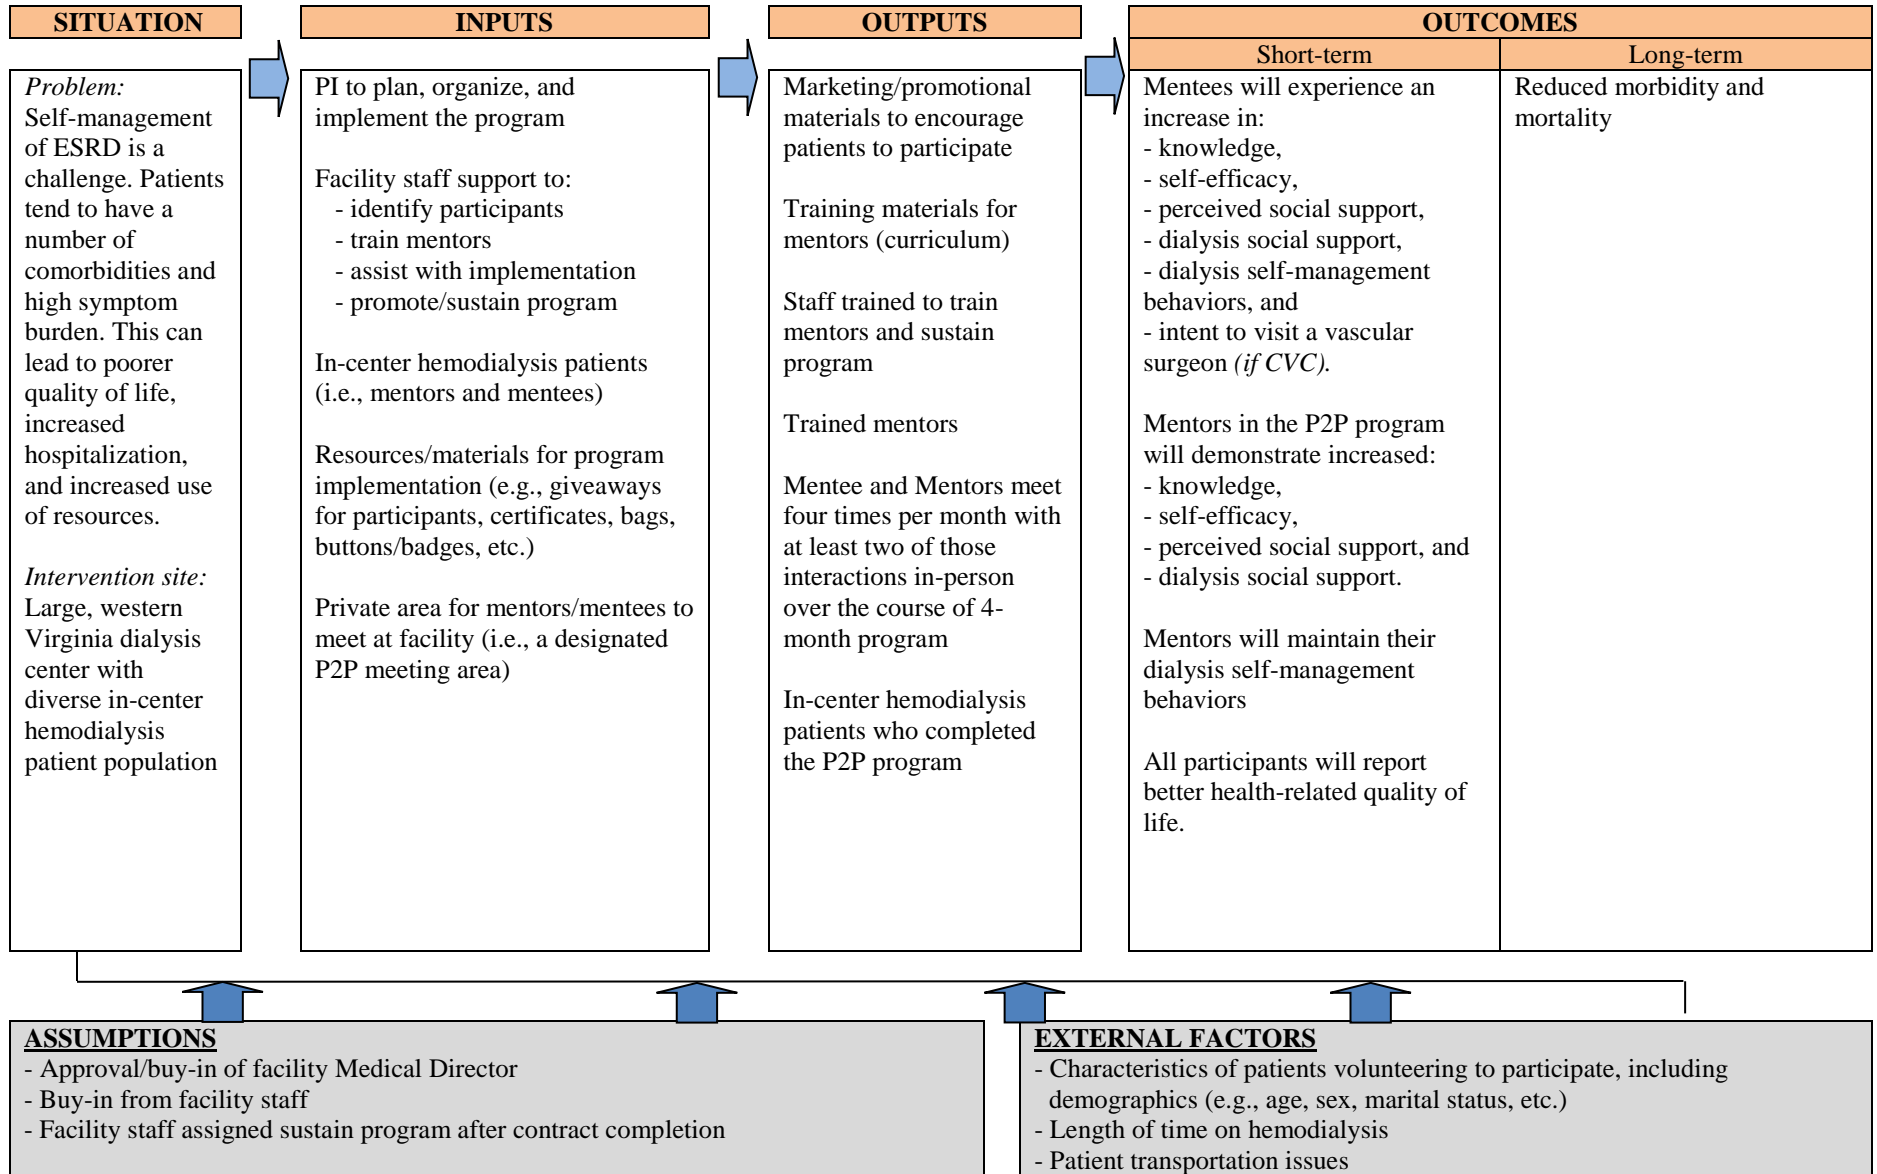 SITUATION
Problem:
Self-management
of ESRD is a
challenge. Patients
tend to have a
number of
comorbidities and
high symptom
burden. This can
lead to poorer
quality of life,
increased
hospitalization,
and increased use
of resources.
Intervention site:
Large, western
Virginia dialysis
center with
diverse in-center
hemodialysis
patient population
INPUTS
PI to plan, organize, and
implement the program
Facility staff support to:
- identify participants
- train mentors
- assist with implementation
- promote/sustain program
In-center hemodialysis patients
(i.e., mentors and mentees)
Resources/materials for program
implementation (e.g., giveaways
for participants, certificates, bags,
buttons/badges, etc.)
Private area for mentors/mentees to
meet at facility (i.e., a designated
P2P meeting area)
OUTPUTS
Marketing/promotional
materials to encourage
patients to participate
Training materials for
mentors (curriculum)
Staff trained to train
mentors and sustain
program
Trained mentors
Mentee and Mentors meet
four times per month with
at least two of those
interactions in-person
over the course of 4-
month program
In-center hemodialysis
patients who completed
the P2P program
OUTCOMES
Short-term
Mentees will experience an
increase in:
- knowledge,
- self-efficacy,
- perceived social support,
- dialysis social support,
- dialysis self-management
behaviors, and
- intent to visit a vascular
surgeon (if CVC).
Mentors in the P2P program
will demonstrate increased:
- knowledge,
- self-efficacy,
- perceived social support, and
- dialysis social support.
Mentors will maintain their
dialysis self-management
behaviors
All participants will report
better health-related quality of
life.
Long-term
Reduced morbidity and
mortality
ASSUMPTIONS
- Approval/buy-in of facility Medical Director
- Buy-in from facility staff
- Facility staff assigned sustain program after contract completion
EXTERNAL FACTORS
- Characteristics of patients volunteering to participate, including
demographics (e.g., age, sex, marital status, etc.)
- Length of time on hemodialysis
- Patient transportation issues